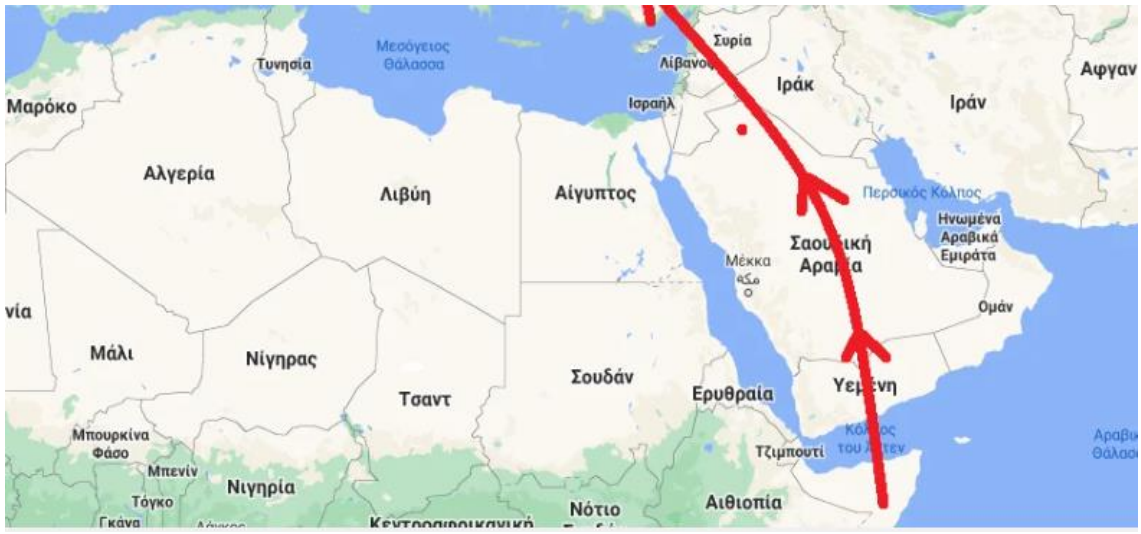 Συρία
Μεσόγειος
Θάλασσα
Τυνησία
Λίβανος
Ιράκ
Αφγαν
Μαρόκο
Ισραήλ
Ιράν
Αλγερία
Λιβύη
Αίγυπτος
Περσικός Κόλπος
Ηνωμένα
Αραβικά
Εμιράτα
Σαουδική
Αραβία
Μέκκα
مكة
Ομάν
νία
Μάλι
Νίγηρας
Τσαντ
Σουδάν
Ερυθραία
Υεμένη
Μπουρκίνα
Φάσο
Κόλπος
του Άντεν
Τζιμπουτί
Αραβι
Θάλασσ
Μπενίν
Νιγηρία
Τόγκο
Γκάνα
Νότιο
Αιθιοπία
Κεντροαφρικανική